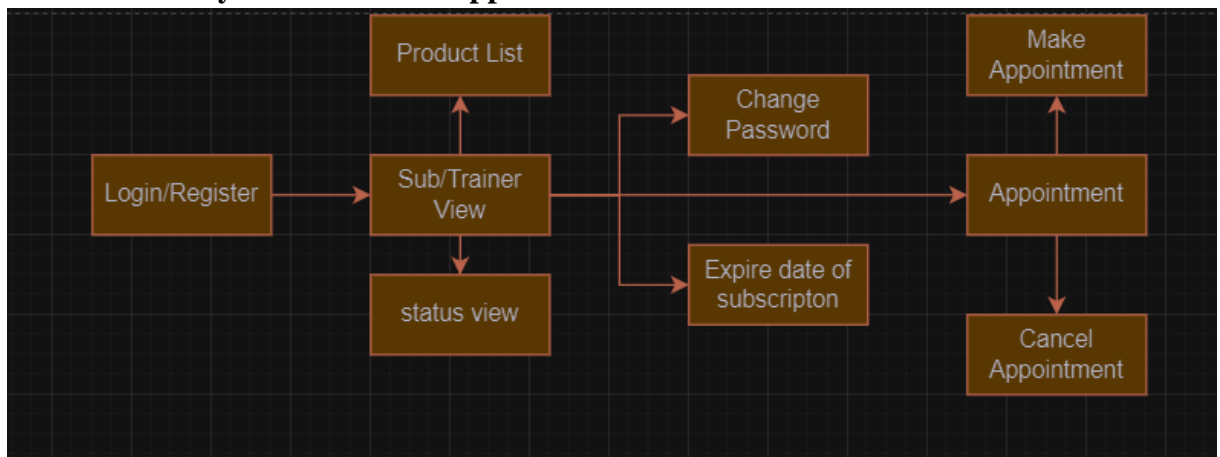 Product List
Make
Appointment
Change
Password
Login/Register
Sub/Trainer
View
Appointment
Expire date of
subscripton
status view
Cancel
Appointment